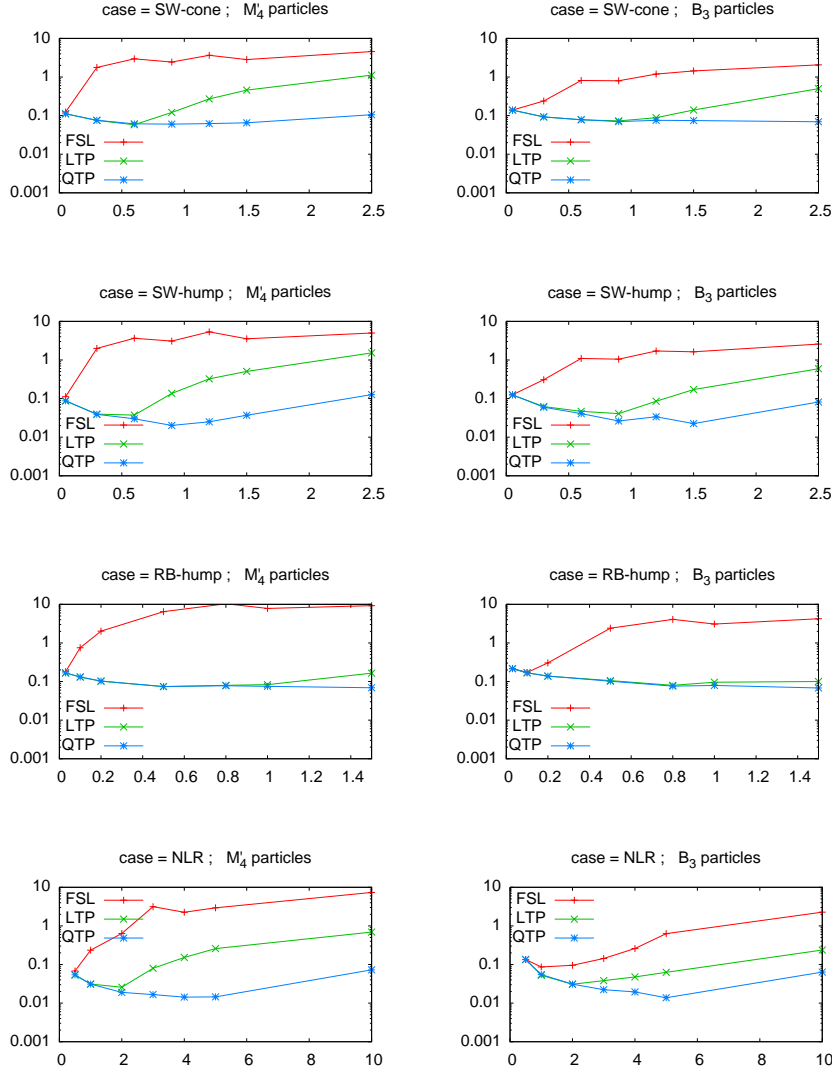 case = SW-cone ; M'4 particles
10
1
0.1
0.01
0.001
FSL
LTP
QTP
0 0.5 1 1.5 2 2.5
case = SW-cone ; B3 particles
10
1
0.1
0.01
0.001
FSL
LTP
QTP
0 0.5 1 1.5 2 2.5
case = SW-hump ; M'4 particles
10
1
0.1
0.01
0.001
FSL
LTP
QTP
0 0.5 1 1.5 2 2.5
case = SW-hump ; B3 particles
10
1
0.1
0.01
0.001
FSL
LTP
QTP
0 0.5 1 1.5 2 2.5
case = RB-hump ; M'4 particles
10
1
0.1
0.01
0.001
FSL
LTP
QTP
0 0.2 0.4 0.6 0.8 1 1.2 1.4
case = RB-hump ; B3 particles
10
1
0.1
0.01
0.001
FSL
LTP
QTP
0 0.2 0.4 0.6 0.8 1 1.2 1.4
case = NLR ; M'4 particles
10
1
0.1
0.01
0.001
FSL
LTP
QTP
0 2 4 6 8 10
case = NLR ; B3 particles
10
1
0.1
0.01
0.001
FSL
LTP
QTP
0 2 4 6 8 10